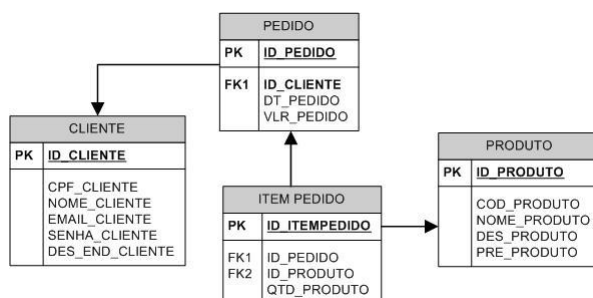 PEDIDO
PK ID_PEDIDO
FK1 ID_CLIENTE
DT_PEDIDO
VLR_PEDIDO
CLIENTE
PK ID_CLIENTE
CPF_CLIENTE
NOME_CLIENTE
EMAIL_CLIENTE
SENHA_CLIENTE
DES_END_CLIENTE
ITEM PEDIDO
PK ID_ITEMPEDIDO
FK1 ID_PEDIDO
FK2 ID_PRODUTO
QTD_PRODUTO
PRODUTO
PK ID_PRODUTO
COD_PRODUTO
NOME_PRODUTO
DES_PRODUTO
PRE_PRODUTO